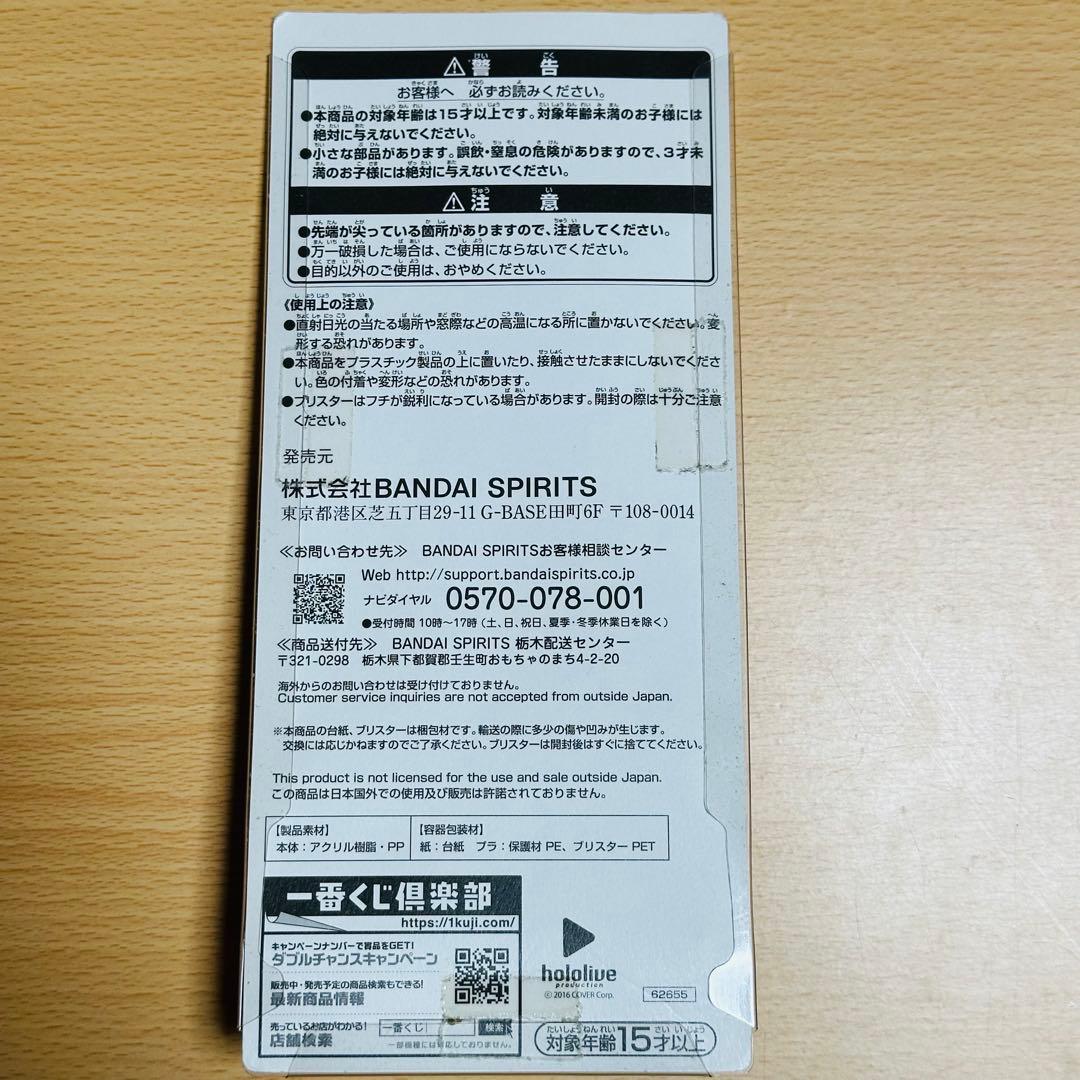 ⚠警告
お客様へ 必ずお読みください。
●本商品の対象年齢は15才以上です。対象年齢未満のお子様には
絶対に与えないでください。
●小さな部品があります。誤飲・窒息の危険がありますので、3才未
満のお子様には絶対に与えないでください。
⚠注意
●先端が尖っている箇所がありますので、注意してください。
●万一破損した場合は、ご使用にならないでください。
●目的以外のご使用は、おやめください。
《使用上の注意》
●直射日光の当たる場所や窓際などの高温になる所に置かないでください。変
形する恐れがあります。
●本商品をプラスチック製品の上に置いたり、接触させたままにしないでくださ
い。色の付着や変形などの恐れがあります。
●ブリスターはフチが鋭利になっている場合があります。開封の際は十分ご注意
ください。
発売元
株式会社BANDAI SPIRITS
東京都港区芝五丁目29-11 G-BASE田町6F 〒108-0014
≪お問い合わせ先≫ BANDAI SPIRITSお客様相談センター
Web http://support.bandaispirits.co.jp
ナビダイヤル 0570-078-001
●受付時間 10時～17時（土、日、祝日、夏季・冬季休業日を除く）
≪商品送付先≫ BANDAI SPIRITS 栃木配送センター
〒321-0298 栃木県下都賀郡壬生町おもちゃのまち4-2-20
海外からのお問い合わせは受け付けておりません。
Customer service inquiries are not accepted from outside Japan.
※本商品の台紙、ブリスターは梱包材です。輸送の際に多少の傷や凹みが生じます。
交換には応じかねますのでご了承ください。ブリスターは開封後はすぐに捨ててください。
This product is not licensed for the use and sale outside Japan.
この商品は日本国外での使用及び販売は許諾されておりません。
【製品素材】
本体：アクリル樹脂・PP
【容器包装材】
紙：台紙 プラ：保護材 PE、ブリスター PET
一番くじ倶楽部
https://1kuji.com/
キャンペーンナンバーで賞品をGET!
ダブルチャンスキャンペーン
販売中・発売予定の商品検索もできる!
最新商品情報
売っているお店がわかる!
店舗検索
一番くじ 検索
一部機種には対応しておりません。
hololive
production
© 2016 COVER Corp.
62655
対象年齢15才以上